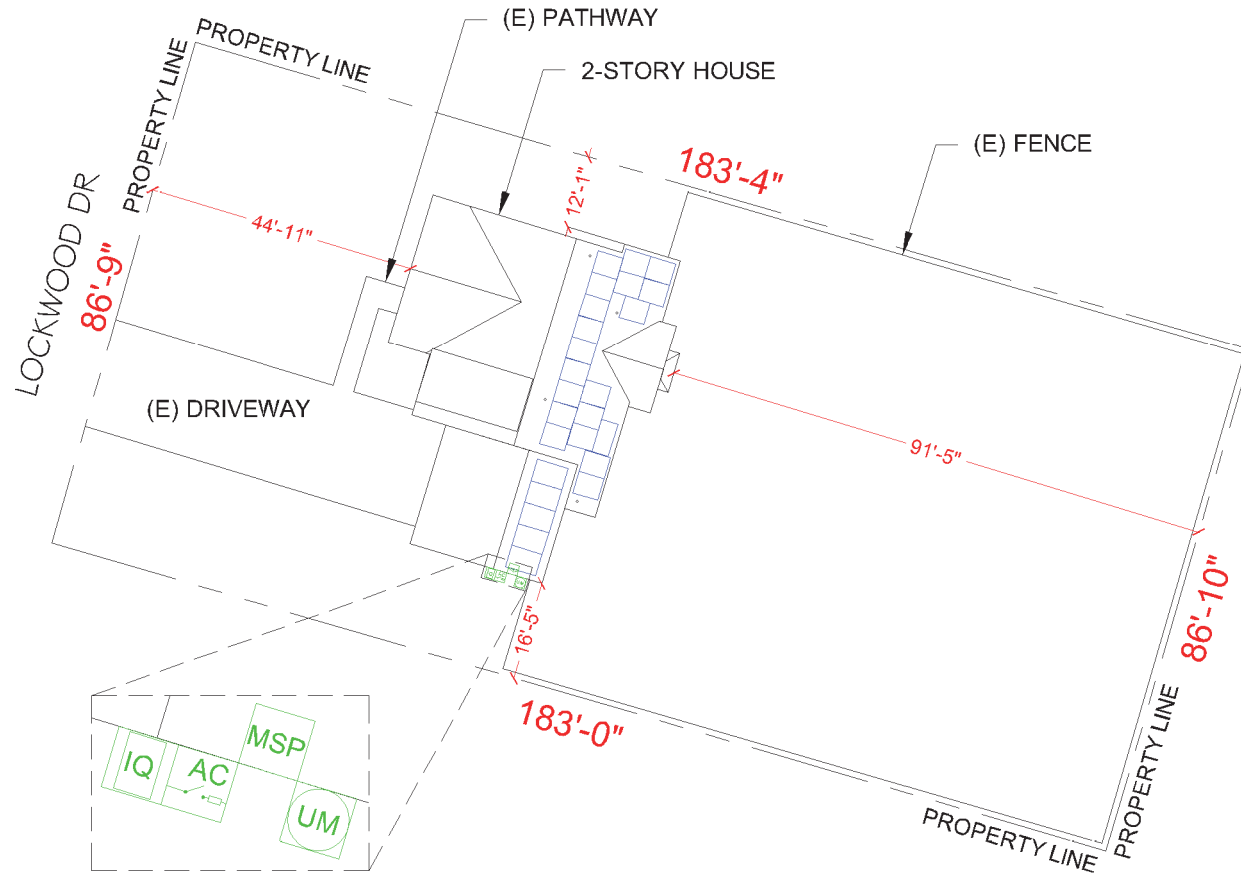 (E) PATHWAY
PROPERTY LINE
2-STORY HOUSE
PROPERTY LINE
(E) FENCE
183'-4"
12'-1"
44'-11"
LOCKWOOD DR
86'-9"
(E) DRIVEWAY
91'-5"
16'-5"
86'-10"
183'-0"
MSP
IQ
AC
UM
PROPERTY LINE
PROPERTY LINE